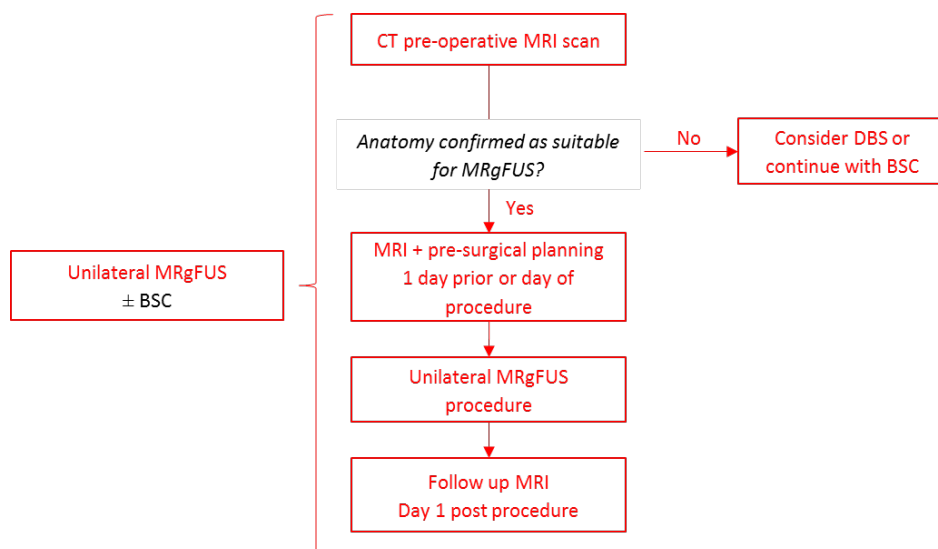 CT pre-operative MRI scan
Anatomy confirmed as suitable
for MRgFUS?
No
Consider DBS or
continue with BSC
Yes
Unilateral MRgFUS
± BSC
MRI + pre-surgical planning
1 day prior or day of
procedure
Unilateral MRgFUS
procedure
Follow up MRI
Day 1 post procedure